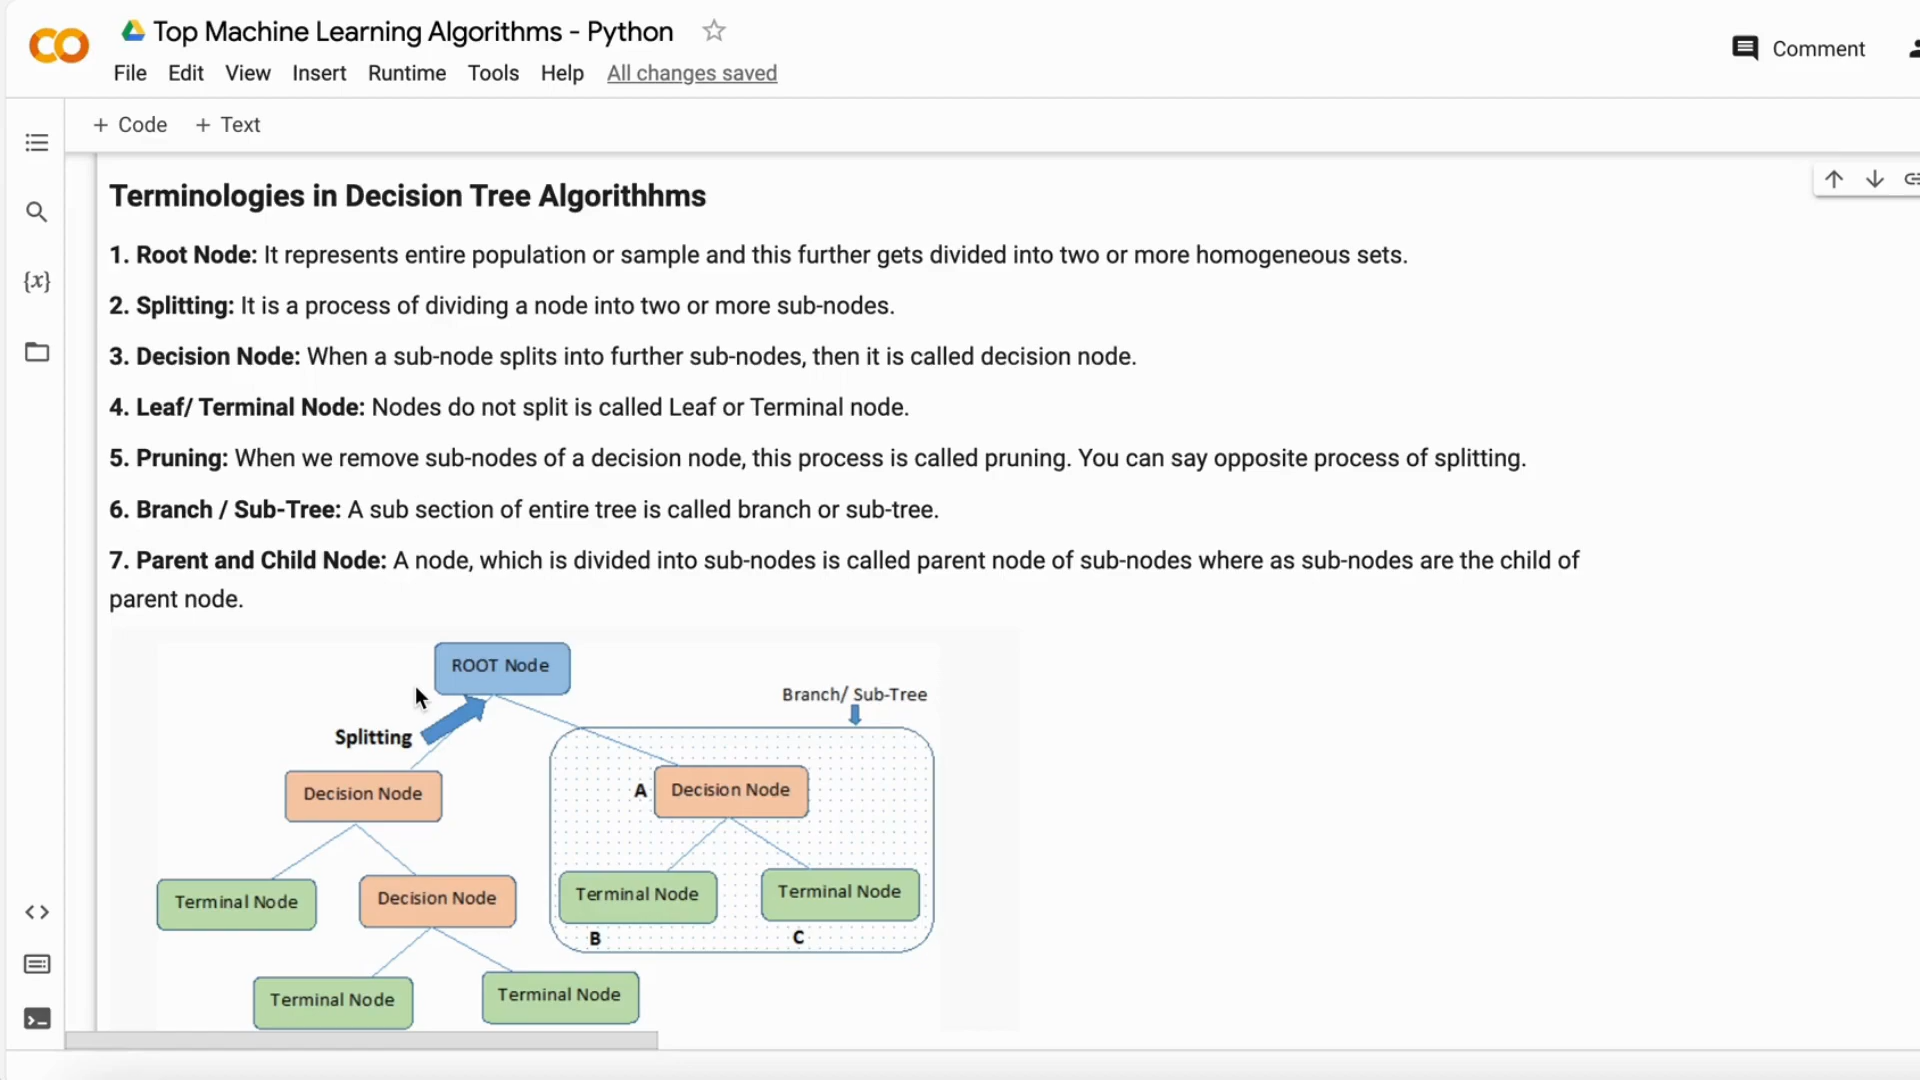 Top Machine Learning Algorithms - Python
Comment
File Edit View Insert Runtime Tools Help All changes saved
+ Code + Text
Terminologies in Decision Tree Algorithhms
1. Root Node: It represents entire population or sample and this further gets divided into two or more homogeneous sets.
2. Splitting: It is a process of dividing a node into two or more sub-nodes.
3. Decision Node: When a sub-node splits into further sub-nodes, then it is called decision node.
4. Leaf/ Terminal Node: Nodes do not split is called Leaf or Terminal node.
5. Pruning: When we remove sub-nodes of a decision node, this process is called pruning. You can say opposite process of splitting.
6. Branch / Sub-Tree: A sub section of entire tree is called branch or sub-tree.
7. Parent and Child Node: A node, which is divided into sub-nodes is called parent node of sub-nodes where as sub-nodes are the child of
parent node.
ROOT Node
Branch/ Sub-Tree
Splitting
Decision Node
A Decision Node
Terminal Node
Decision Node
Terminal Node
Terminal Node
B
C
Terminal Node
Terminal Node
{x}